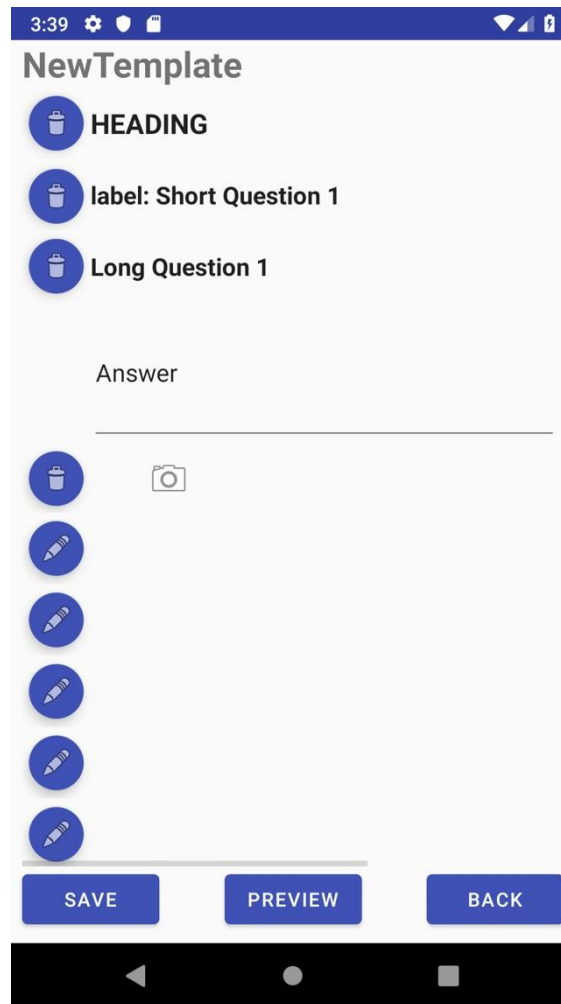 3:39
NewTemplate
HEADING
label: Short Question 1
Long Question 1
Answer
SAVE PREVIEW BACK